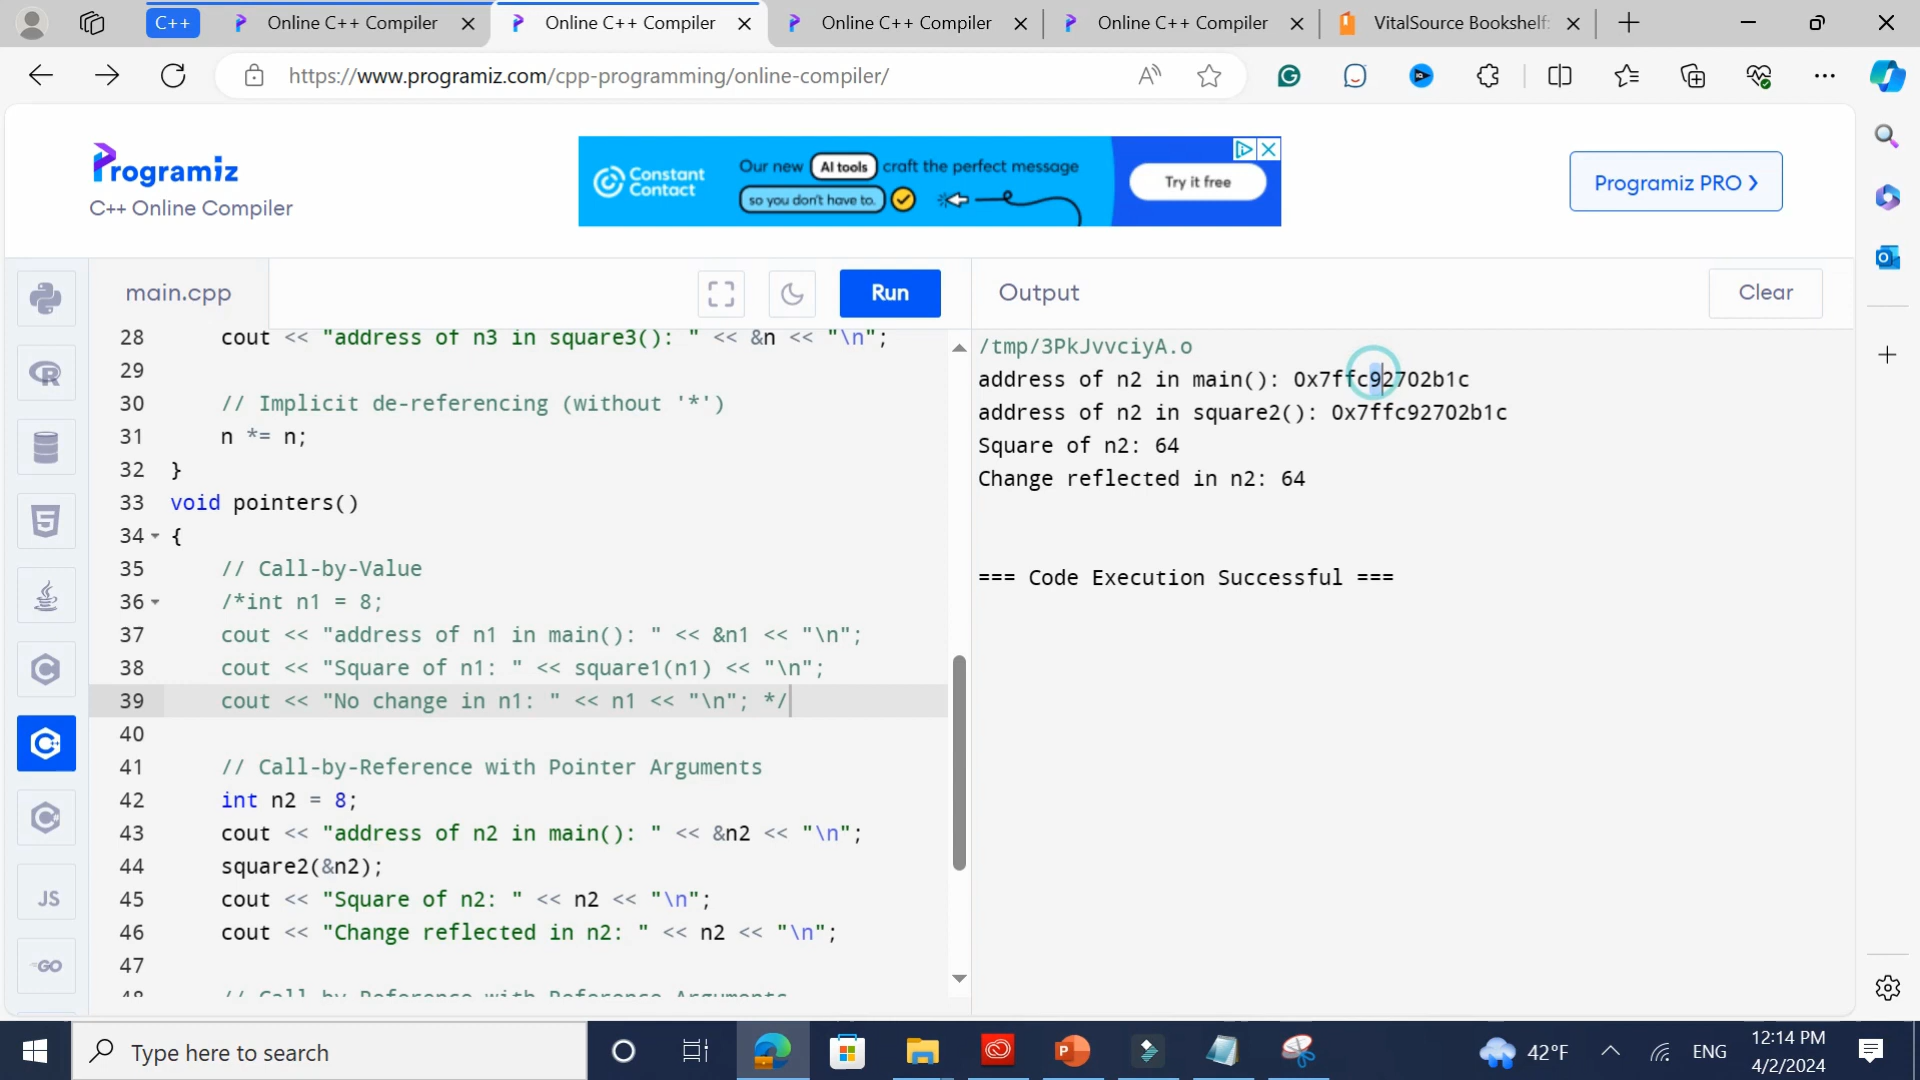 C++
Online C++ Compiler
Online C++ Compiler
Online C++ Compiler
Online C++ Compiler
VitalSource Bookshelf:
https://www.programiz.com/cpp-programming/online-compiler/
Programiz
C++ Online Compiler
Constant Contact
Our new AI tools craft the perfect message
so you don't have to.
Try it free
Programiz PRO
main.cpp
Run
Output
Clear
28 cout << "address of n3 in square3(): " << &n << "\n";
29
30 // Implicit de-referencing (without '*')
31 n *= n;
32 }
33 void pointers()
34 {
35 // Call-by-Value
36 /*int n1 = 8;
37 cout << "address of n1 in main(): " << &n1 << "\n";
38 cout << "Square of n1: " << square1(n1) << "\n";
39 cout << "No change in n1: " << n1 << "\n"; */
40
41 // Call-by-Reference with Pointer Arguments
42 int n2 = 8;
43 cout << "address of n2 in main(): " << &n2 << "\n";
44 square2(&n2);
45 cout << "Square of n2: " << n2 << "\n";
46 cout << "Change reflected in n2: " << n2 << "\n";
47
48 // Call-by-Reference with Reference Arguments
/tmp/3PkJvvciyA.o
address of n2 in main(): 0x7ffc92702b1c
address of n2 in square2(): 0x7ffc92702b1c
Square of n2: 64
Change reflected in n2: 64
=== Code Execution Successful ===
JS
GO
Type here to search
42°F
ENG
12:14 PM
4/2/2024